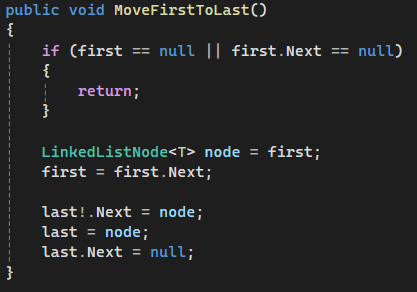 public void MoveFirstToLast()
{
    if (first == null || first.Next == null)
    {
        return;
    }

    LinkedListNode<T> node = first;
    first = first.Next;

    last!.Next = node;
    last = node;
    last.Next = null;
}